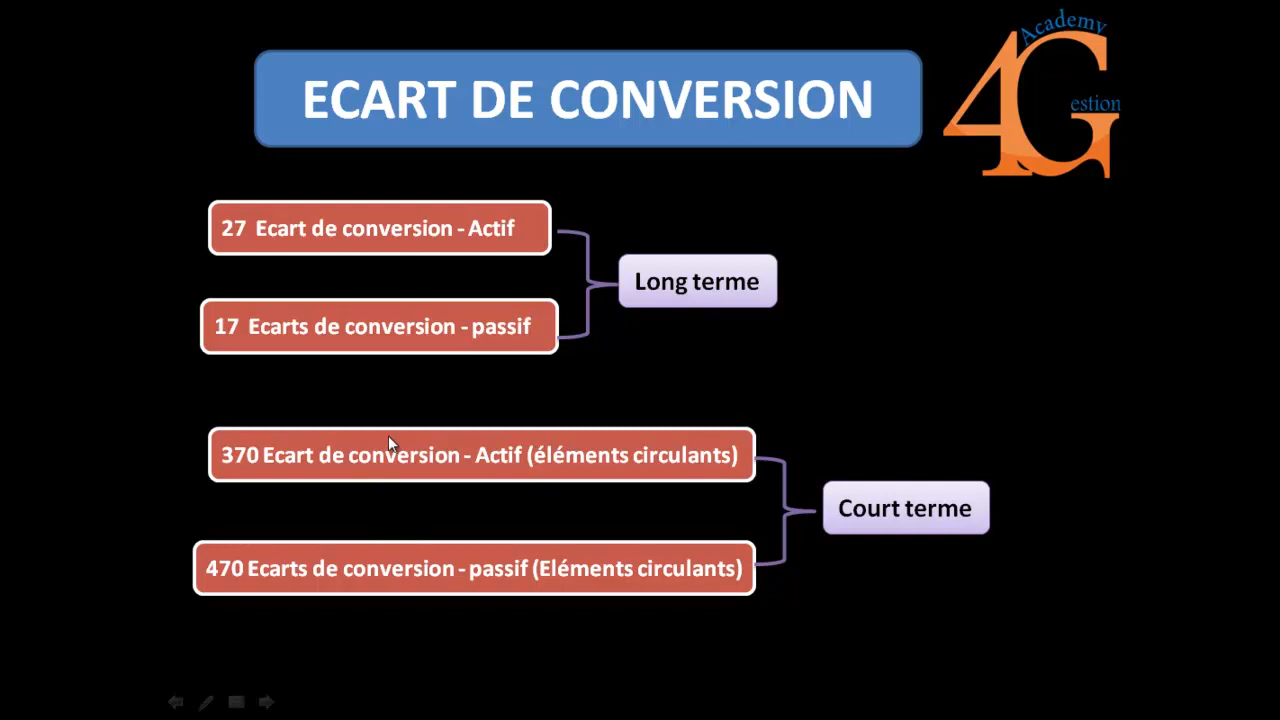 Academy
4G
estion
ECART DE CONVERSION
27 Ecart de conversion - Actif
Long terme
17 Ecarts de conversion - passif
370 Ecart de conversion - Actif (éléments circulants)
Court terme
470 Ecarts de conversion - passif (Eléments circulants)